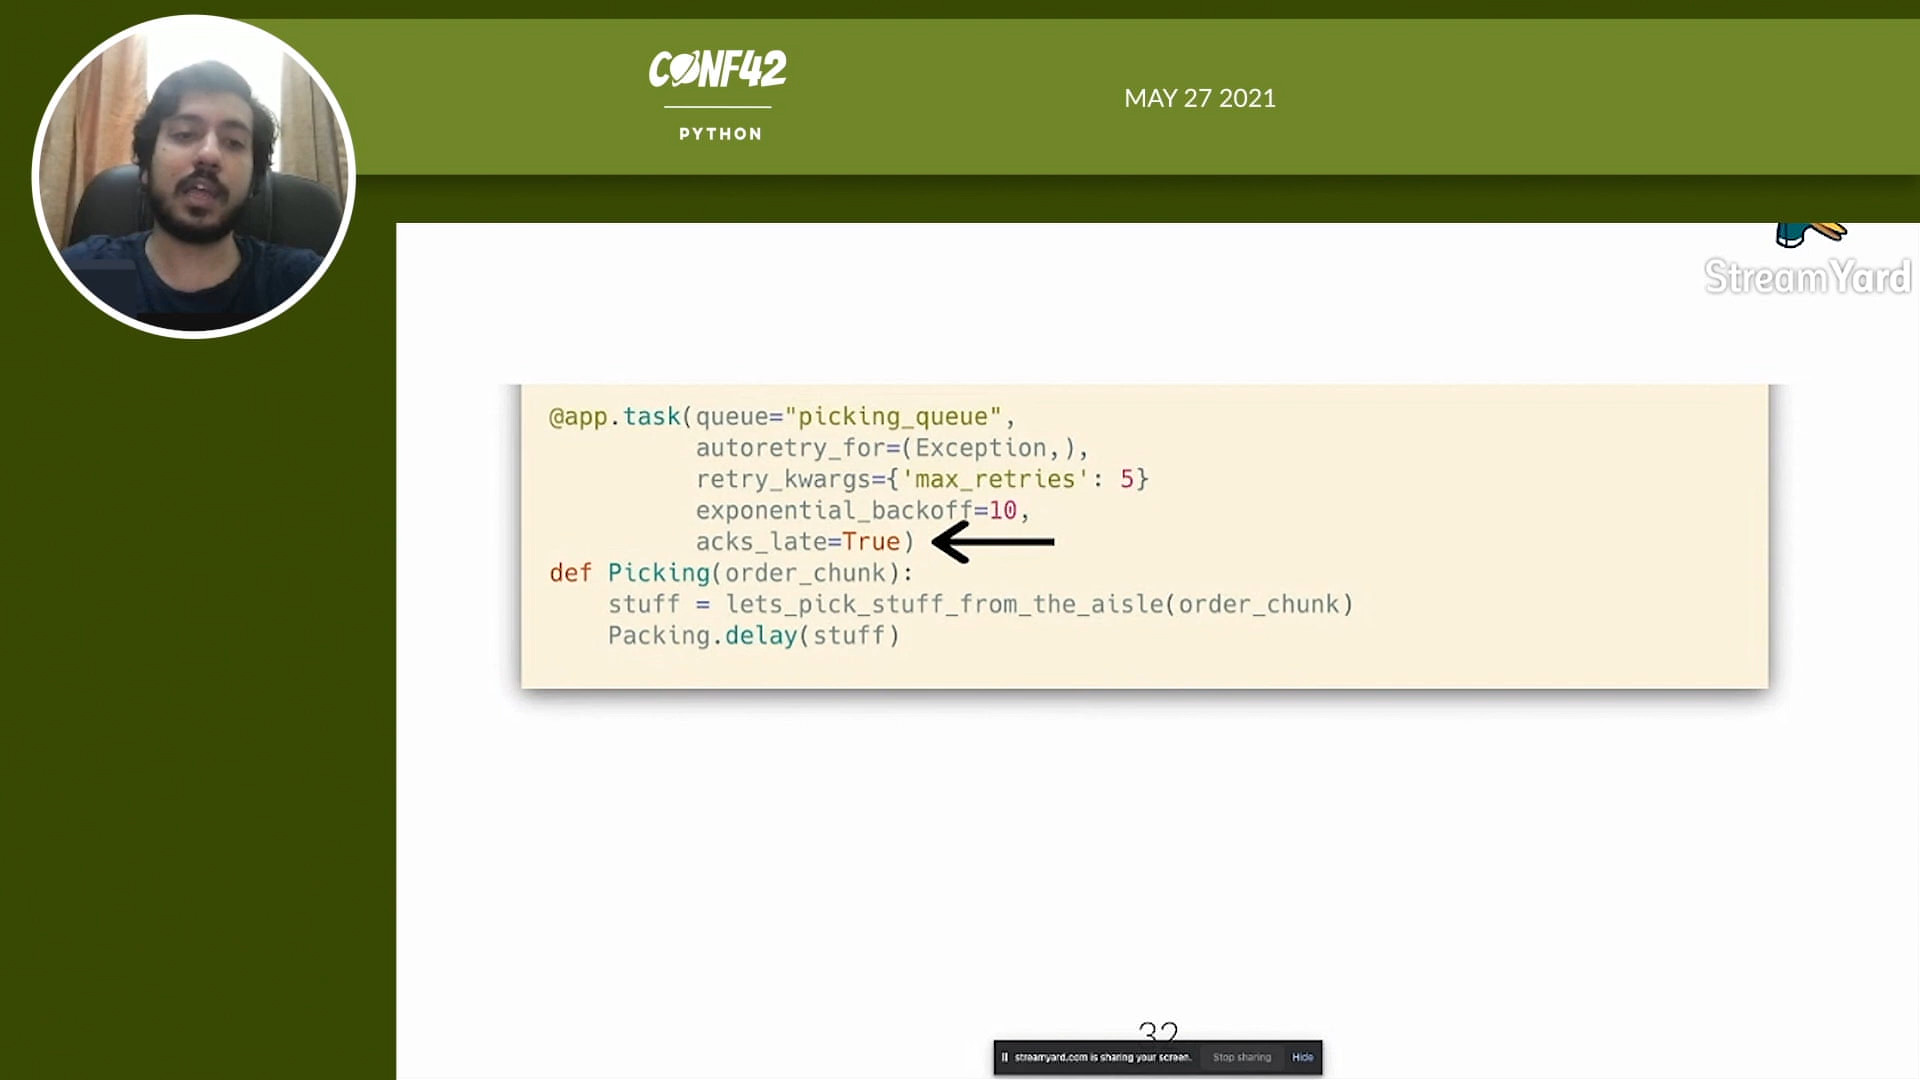 CONF42
PYTHON
MAY 27 2021
StreamYard
@app.task(queue="picking_queue",
autoretry_for=(Exception,),
retry_kwargs={'max_retries': 5}
exponential_backoff=10,
acks_late=True)
def Picking(order_chunk):
stuff = lets_pick_stuff_from_the_aisle(order_chunk)
Packing.delay(stuff)
32
streamyard.com is sharing your screen.
Stop sharing
Hide